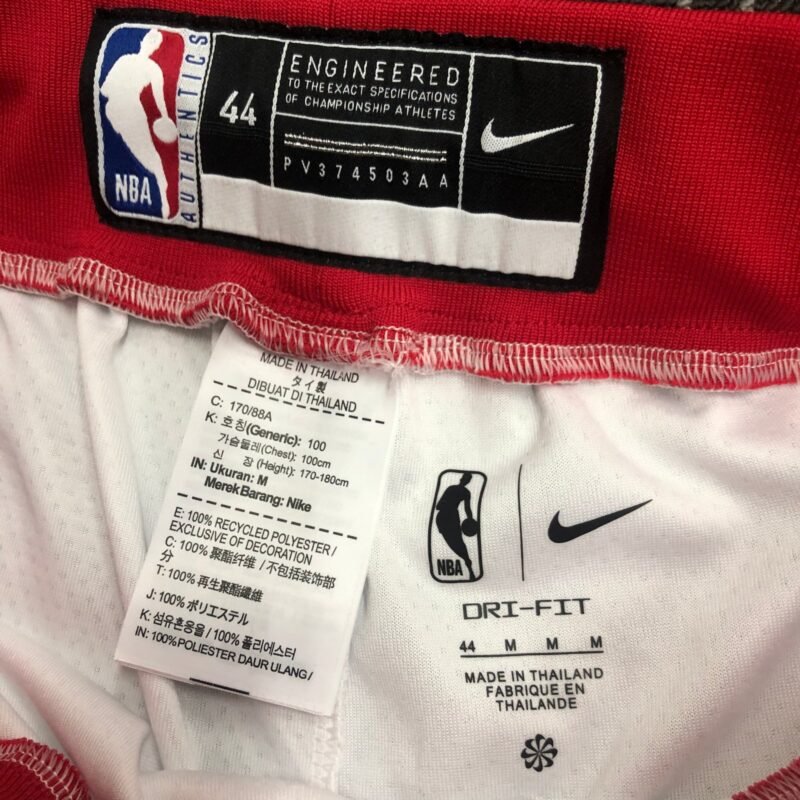 NBA
AUTHENTICS
44
ENGINEERED
TO THE EXACT SPECIFICATIONS
OF CHAMPIONSHIP ATHLETES
PV374503AA
MADE IN THAILAND
タイ製
DIBUAT DI THAILAND
C: 170/88A
K: 호칭(Generic): 100
가슴둘레(Chest): 100cm
신 장 (Height): 170-180cm
IN: Ukuran: M
MerekBarang: Nike
E: 100% RECYCLED POLYESTER /
EXCLUSIVE OF DECORATION
C: 100% 聚酯纤维 / 不包括装饰部
分
T: 100% 再生聚酯纖維
J: 100% ポリエステル
K: 섬유혼용율 / 100% 폴리에스터
IN: 100% POLIESTER DAUR ULANG /
NBA
DRI-FIT
44 M M M
MADE IN THAILAND
FABRIQUE EN
THAILANDE